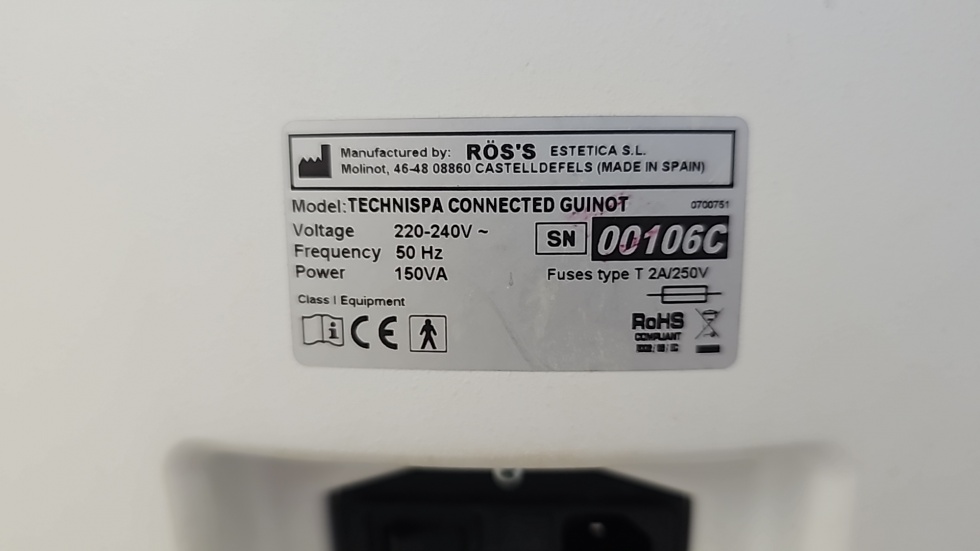 Manufactured by: RÖS'S ESTETICA S.L.
Molinot, 46-48 08860 CASTELLDEFELS (MADE IN SPAIN)
Model: TECHNISPA CONNECTED GUINOT 0700751
Voltage 220-240V ~
SN 00106C
Frequency 50 Hz
Power 150VA
Fuses type T 2A/250V
Class I Equipment
i CE
RoHS
COMPLIANT